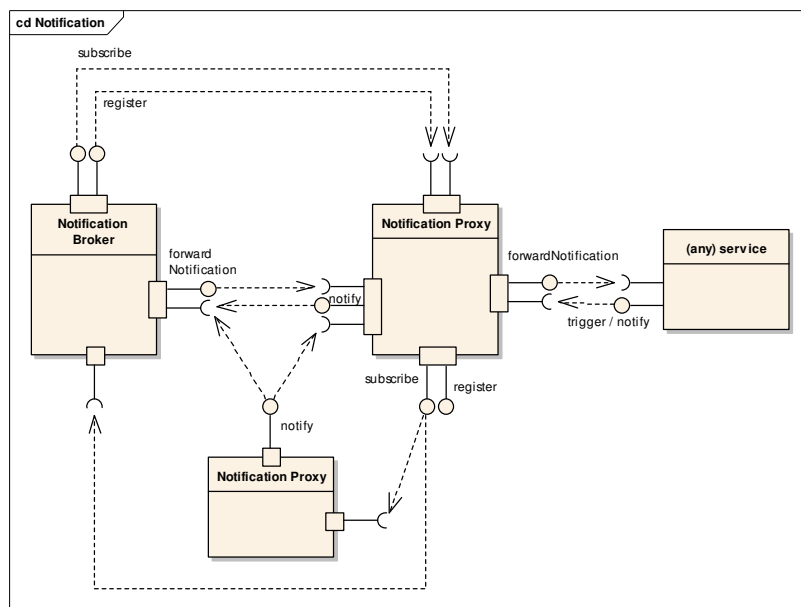 cd Notification
subscribe
register
Notification
Broker
Notification Proxy
(any) service
forward
Notification
forwardNotification
notify
trigger / notify
subscribe
register
notify
Notification Proxy